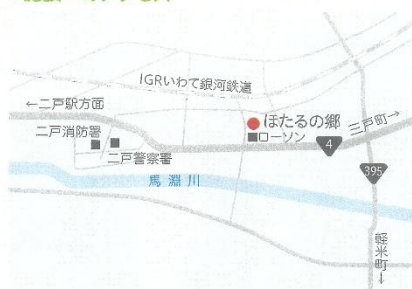 IGRいわて銀河鉄道
←二戸駅方面
ほたるの郷
三戸町→
二戸消防署
ローソン
4
二戸警察署
395
馬淵川
軽米町↓